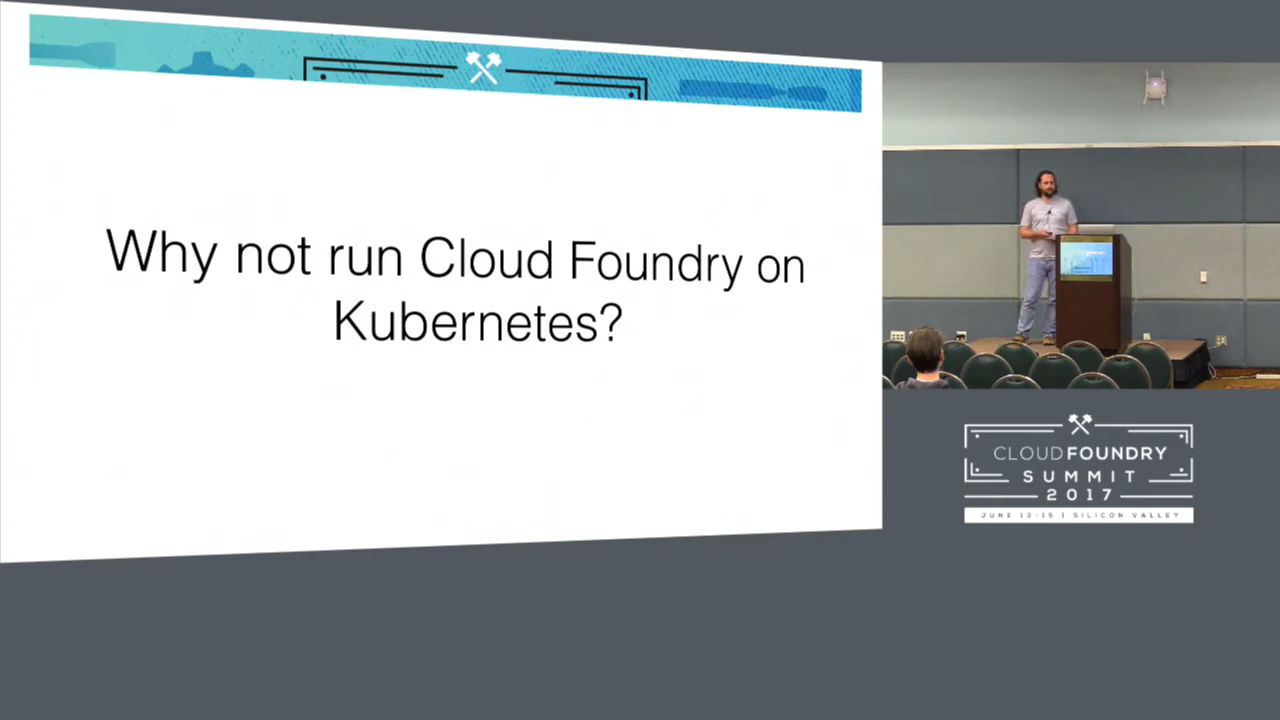 Why not run Cloud Foundry on
Kubernetes?
CLOUD FOUNDRY
SUMMIT
2017
JUNE 13-15 | SILICON VALLEY